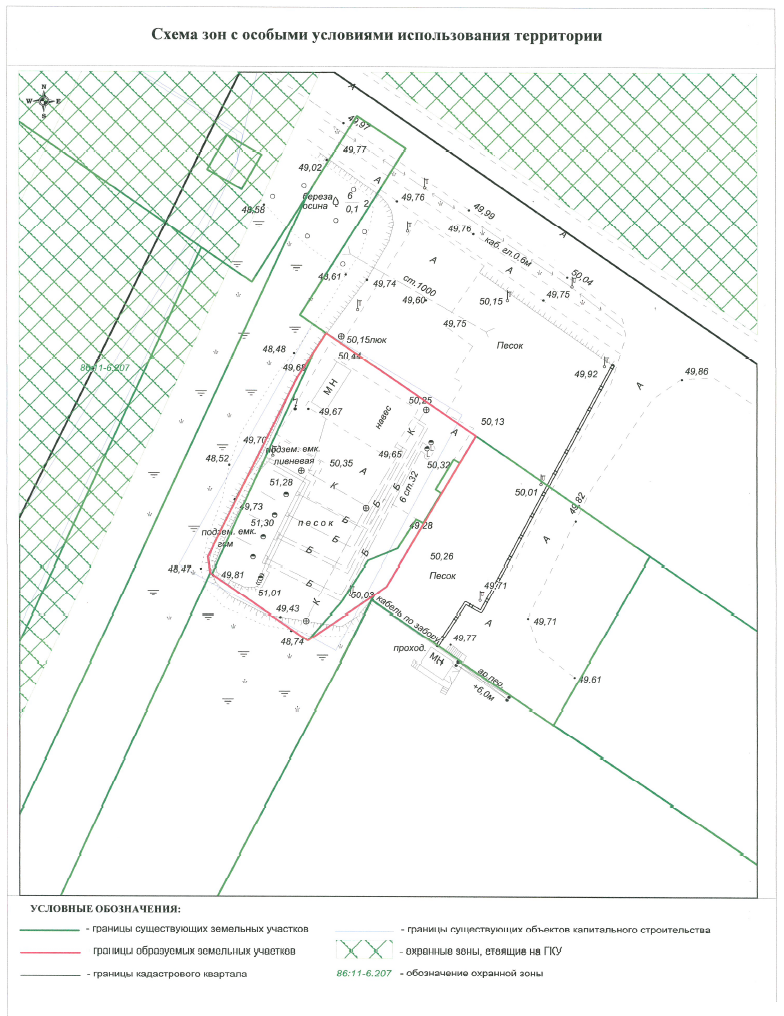 Схема зон с особыми условиями использования территории
N
W E
S
49,97
49,77
49,02
А
А
береза
осина
6
0,1
2
48,58
49,76
49,99
49,76
каб. гл.0.6м
А
А
А
50,04
43,61
49,74
ст.1000
49,60
50,15
49,75
49,75
Песок
50,15люк
50,44
48,48
49,68
86:11-6.207
МН
49,92
49,86
А
50,25
49,67
навес
50,13
К
А
49,70
подзем. емк.
ливневая
49,65
50,35
50,32
48,52
А
К
51,28
Б
Б
6 ст.32
50,01
49,82
49,73
51,30
песок
Б
Б
49,28
подзем. емк.
гсм
Б
Б
А
50,26
Песок
48,47
49,81
Б
51,01
К
50,03
49,71
49,43
кабель по забору
А
49,71
48,74
49,77
проход.
МН
ар.пео
+6,0м
49.61
УСЛОВНЫЕ ОБОЗНАЧЕНИЯ:
- границы существующих земельных участков
- границы существующих объектов капитального строительства
границы образуемых земельных участков
- охранные зоны, стоящие на ГКУ
- границы кадастрового квартала
86:11-6.207 - обозначение охранной зоны